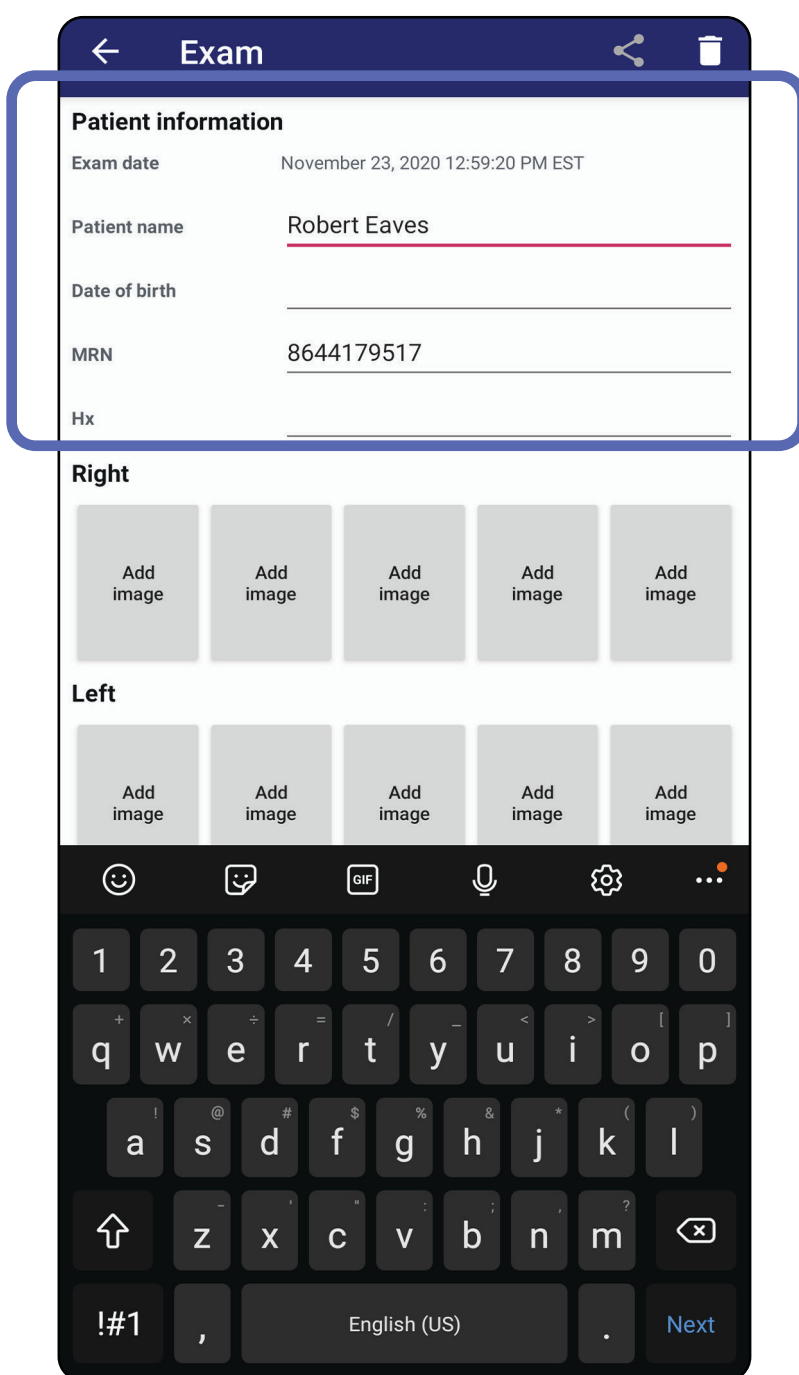 Exam
Patient information
Exam date November 23, 2020 12:59:20 PM EST
Patient name Robert Eaves
Date of birth
MRN 8644179517
Hx
Right
Add image Add image Add image Add image Add image
Left
Add image Add image Add image Add image Add image
GIF
1 2 3 4 5 6 7 8 9 0
+ × ÷ = / _ < > [ ]
q w e r t y u i o p
! @ # $ % & * ( )
a s d f g h j k l
- ' " : ; , ?
z x c v b n m
!#1 , English (US) . Next